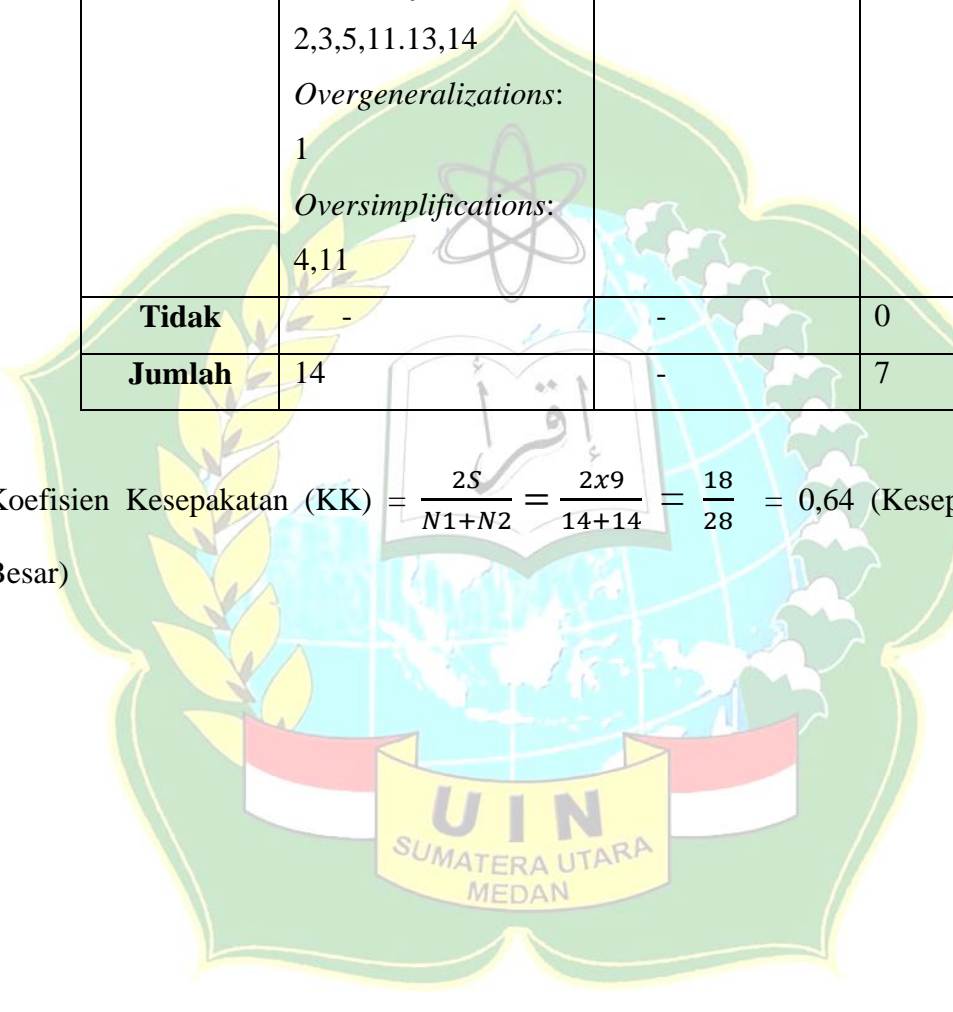 2,3,5,11.13,14
Overgeneralizations:
1
Oversimplifications:
4,11
Tidak - - 0
Jumlah 14 - 7
Koefisien Kesepakatan (KK) = 2S/N1+N2 = 2x9/14+14 = 18/28 = 0,64 (Kesep
Besar)
إقرأ
UIN
SUMATERA UTARA
MEDAN